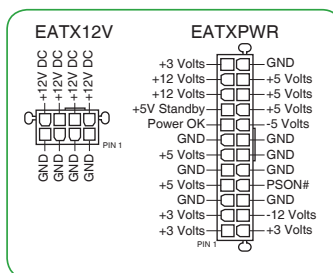 EATX12V
+12V DC
+12V DC
+12V DC
+12V DC
GND
GND
GND
GND
PIN 1
EATXPWR
+3 Volts GND
+12 Volts +5 Volts
+12 Volts +5 Volts
+5V Standby +5 Volts
Power OK -5 Volts
GND GND
+5 Volts GND
GND GND
+5 Volts PSON#
GND GND
+3 Volts -12 Volts
+3 Volts +3 Volts
PIN 1